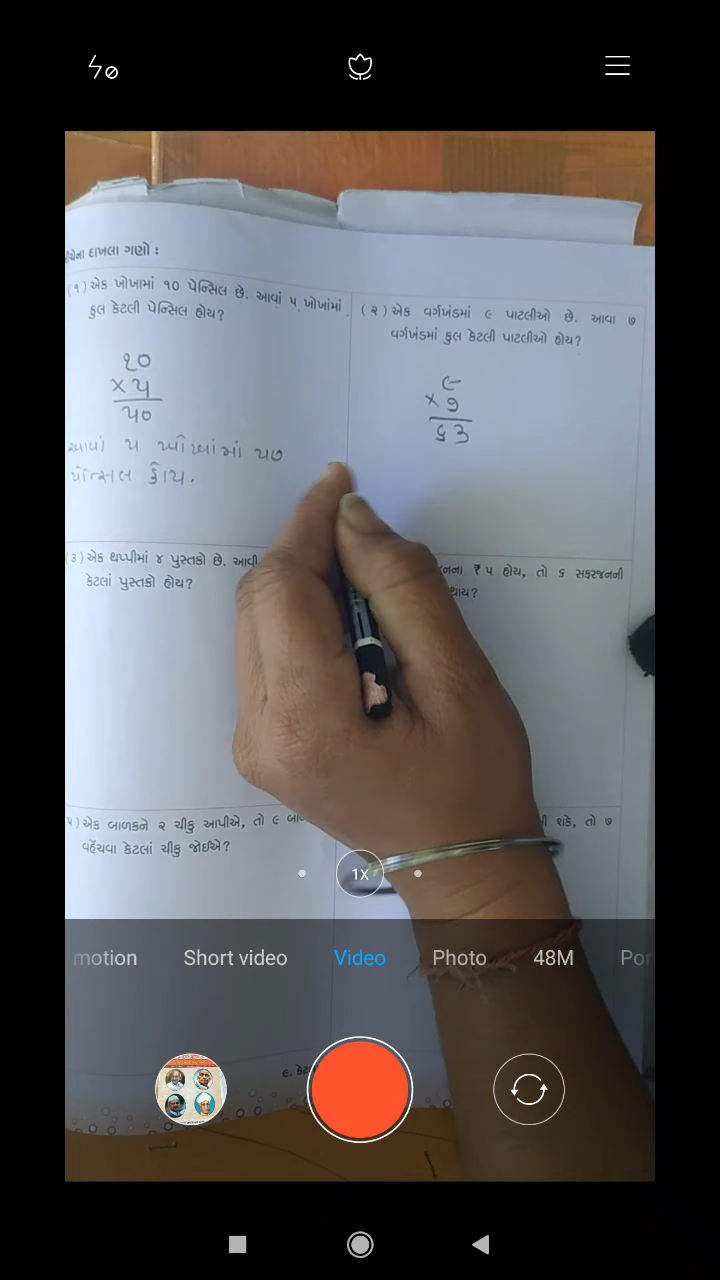 નીચેના દાખલા ગણો :
(૧) એક ખોખામાં ૧૦ પેન્સિલ છે. આવાં ૫ ખોખાંમાં
કુલ કેટલી પેન્સિલ હોય?
૧૦
× ૫
૫૦
આવાં ૫ ખોખાંમાં ૫૦
પેન્સિલ હોય.
(૨) એક વર્ગખંડમાં ૯ પાટલીઓ છે. આવા ૭
વર્ગખંડમાં કુલ કેટલી પાટલીઓ હોય?
૯
× ૭
૬૩
(૩) એક થપ્પીમાં ૪ પુસ્તકો છે. આવી
કેટલાં પુસ્તકો હોય?
₹ ૫ હોય, તો ૬ સફરજનની
થાય?
૫) એક બાળકને ૨ ચીકુ આપીએ, તો ૯
વહેંચવા કેટલાં ચીકુ જોઈએ?
શકે, તો ૭
1X
motion Short video Video Photo 48M Por